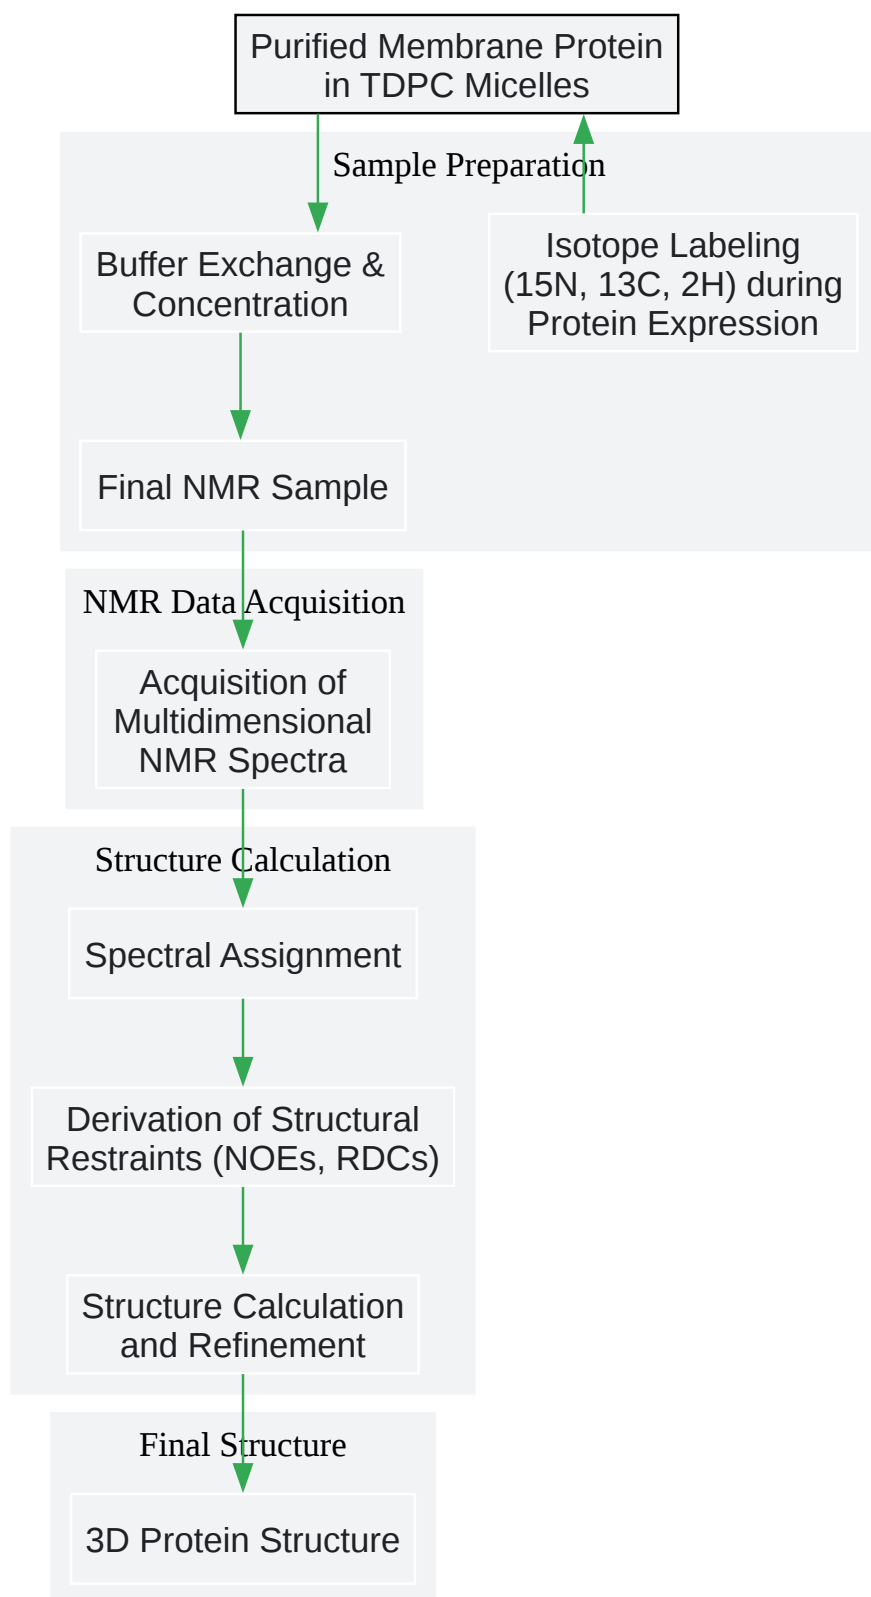 Purified Membrane Protein
in TDPC Micelles
Sample Preparation
Buffer Exchange &
Concentration
Isotope Labeling
(15N, 13C, 2H) during
Protein Expression
Final NMR Sample
NMR Data Acquisition
Acquisition of
Multidimensional
NMR Spectra
Structure Calculation
Spectral Assignment
Derivation of Structural
Restraints (NOEs, RDCs)
Structure Calculation
and Refinement
Final Structure
3D Protein Structure